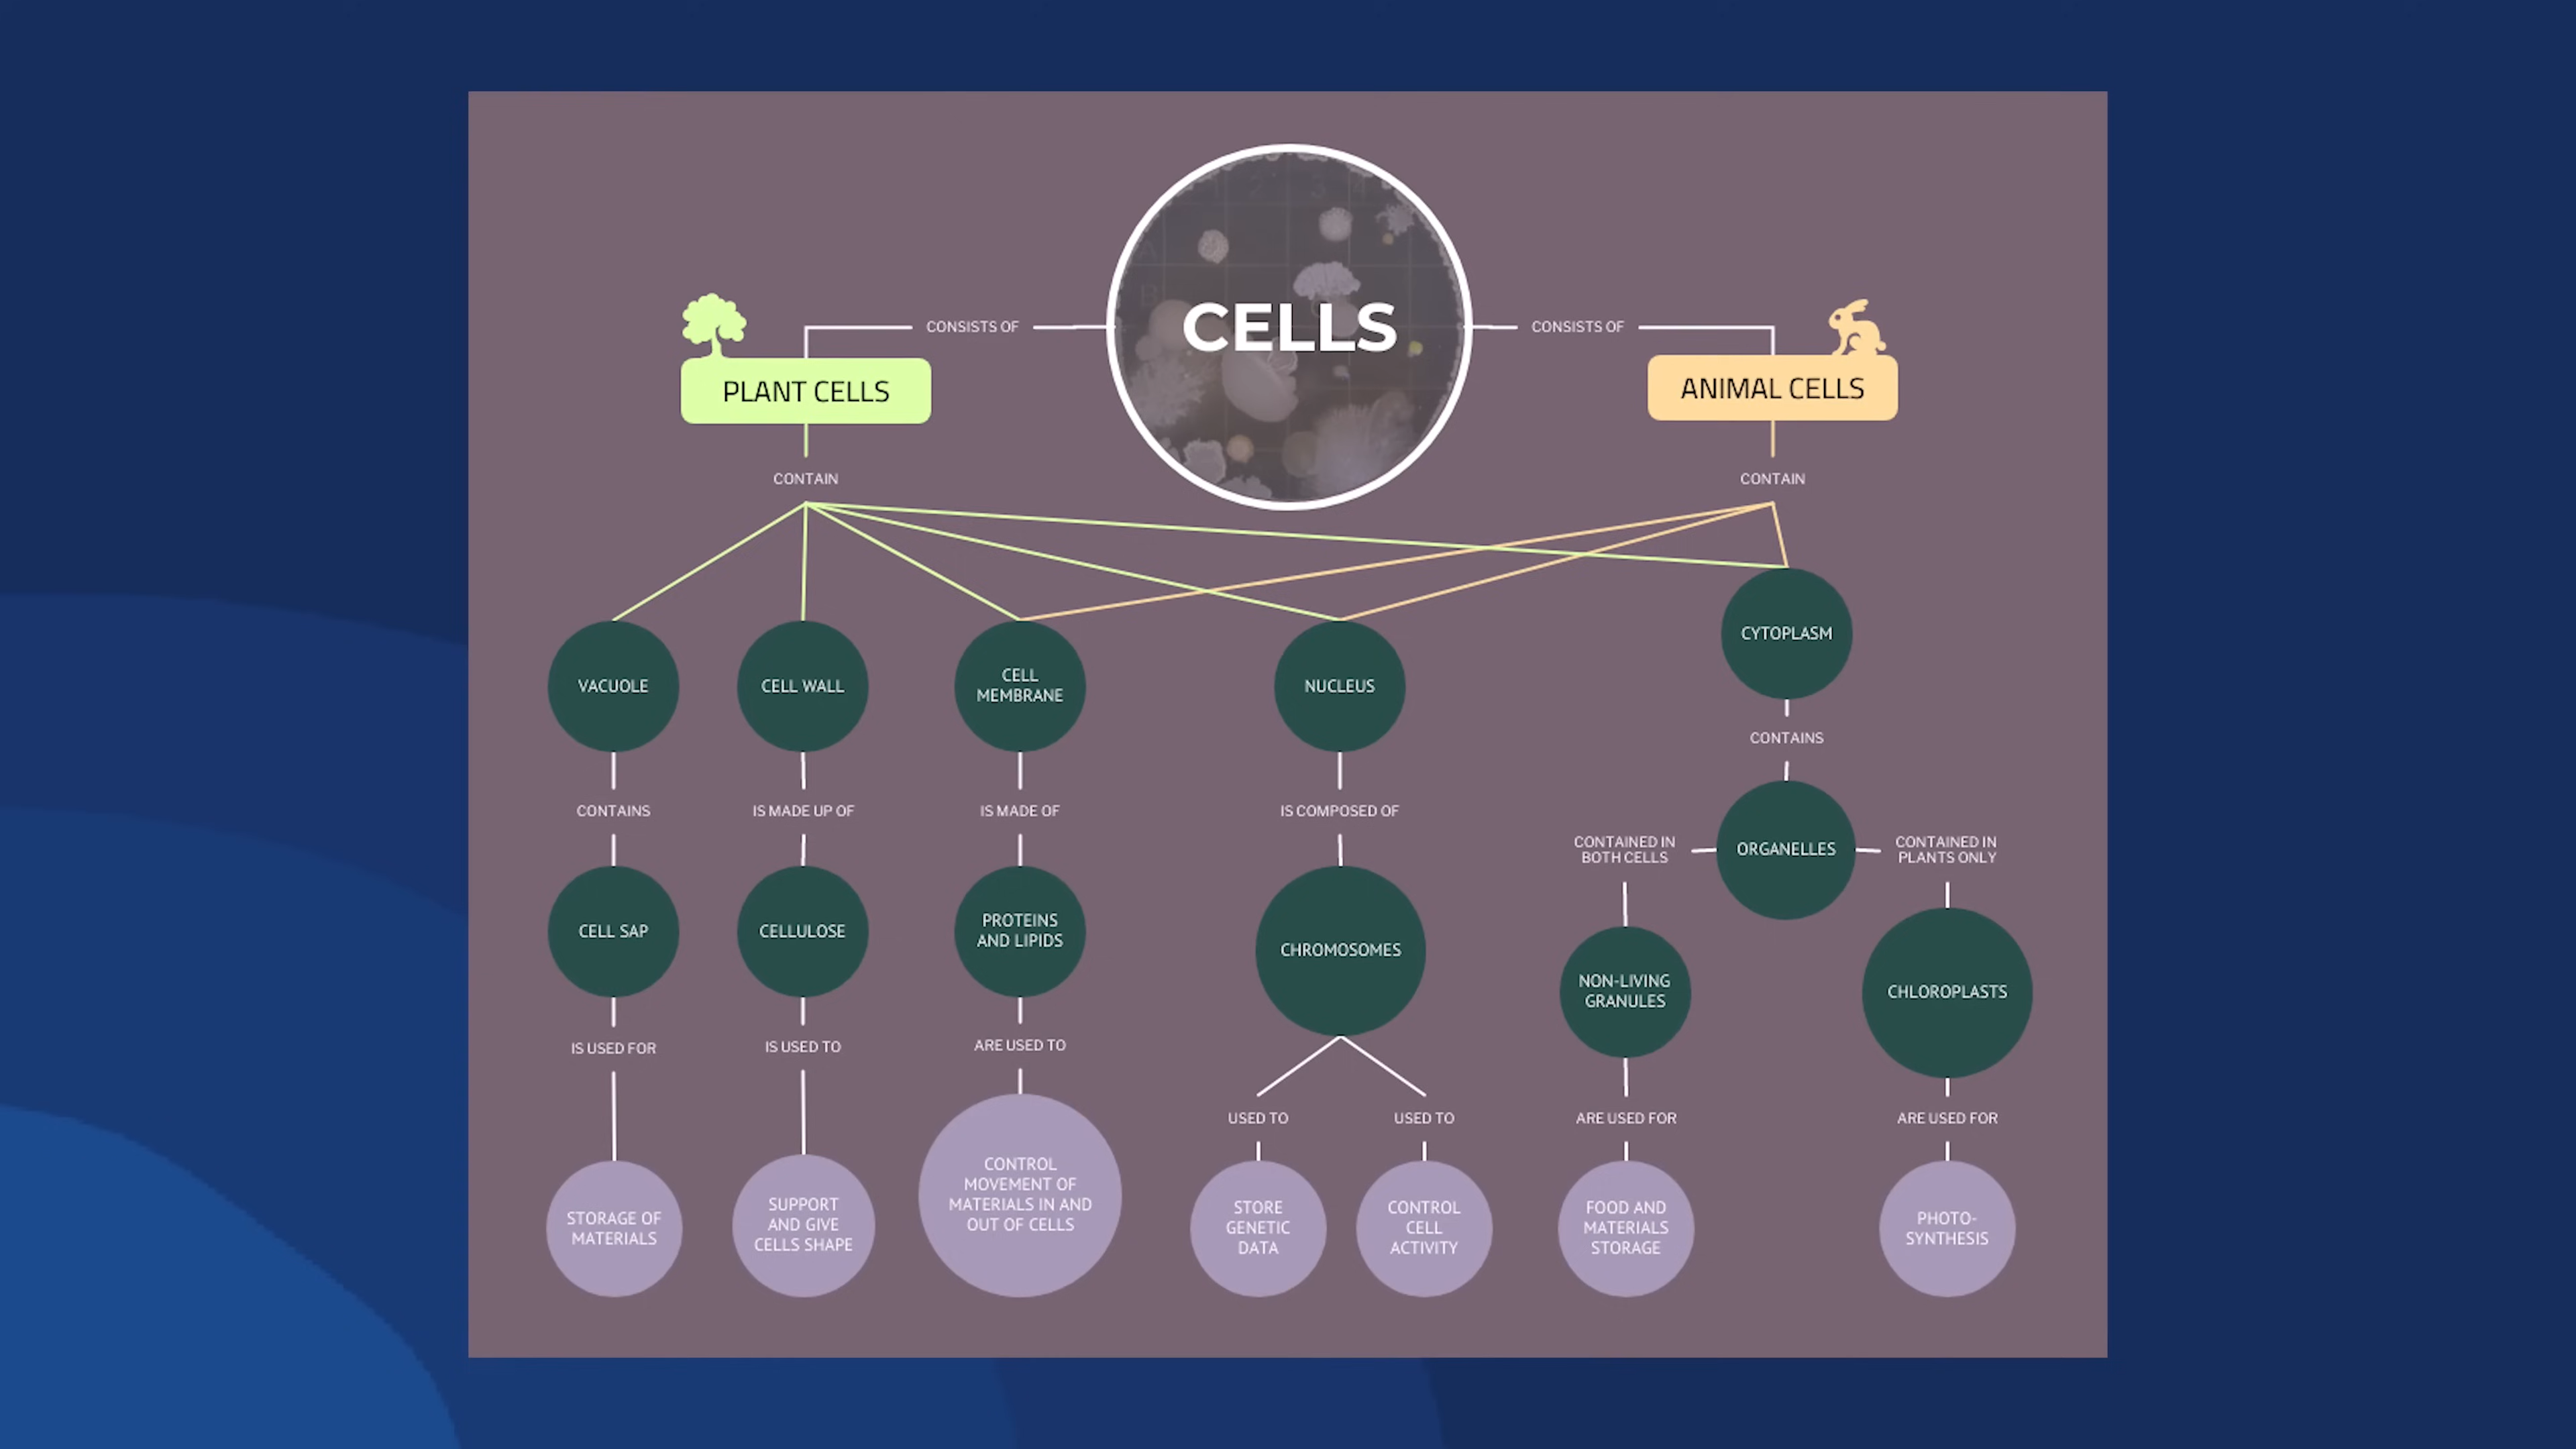 CELLS
CONSISTS OF
CONSISTS OF
PLANT CELLS
ANIMAL CELLS
CONTAIN
CONTAIN
VACUOLE
CELL WALL
CELL
MEMBRANE
NUCLEUS
CYTOPLASM
CONTAINS
CONTAINS
IS MADE UP OF
IS MADE OF
IS COMPOSED OF
ORGANELLES
CONTAINED IN
BOTH CELLS
CONTAINED IN
PLANTS ONLY
CELL SAP
CELLULOSE
PROTEINS
AND LIPIDS
CHROMOSOMES
NON-LIVING
GRANULES
CHLOROPLASTS
IS USED FOR
IS USED TO
ARE USED TO
USED TO
USED TO
ARE USED FOR
ARE USED FOR
STORAGE OF
MATERIALS
SUPPORT
AND GIVE
CELLS SHAPE
CONTROL
MOVEMENT OF
MATERIALS IN AND
OUT OF CELLS
STORE
GENETIC
DATA
CONTROL
CELL
ACTIVITY
FOOD AND
MATERIALS
STORAGE
PHOTO-
SYNTHESIS